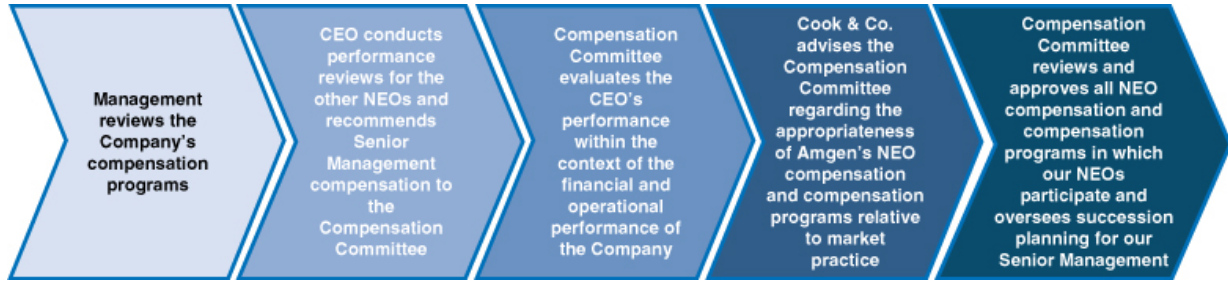 Management
reviews the
Company's
compensation
programs
CEO conducts
performance
reviews for the
other NEOs and
recommends
Senior
Management
compensation to
the
Compensation
Committee
Compensation
Committee
evaluates the
CEO's
performance
within the
context of the
financial and
operational
performance of
the Company
Cook & Co.
advises the
Compensation
Committee
regarding the
appropriateness
of Amgen's NEO
compensation
and compensation
programs relative
to market
practice
Compensation
Committee
reviews and
approves all NEO
compensation and
compensation
programs in which
our NEOs
participate and
oversees succession
planning for our
Senior Management